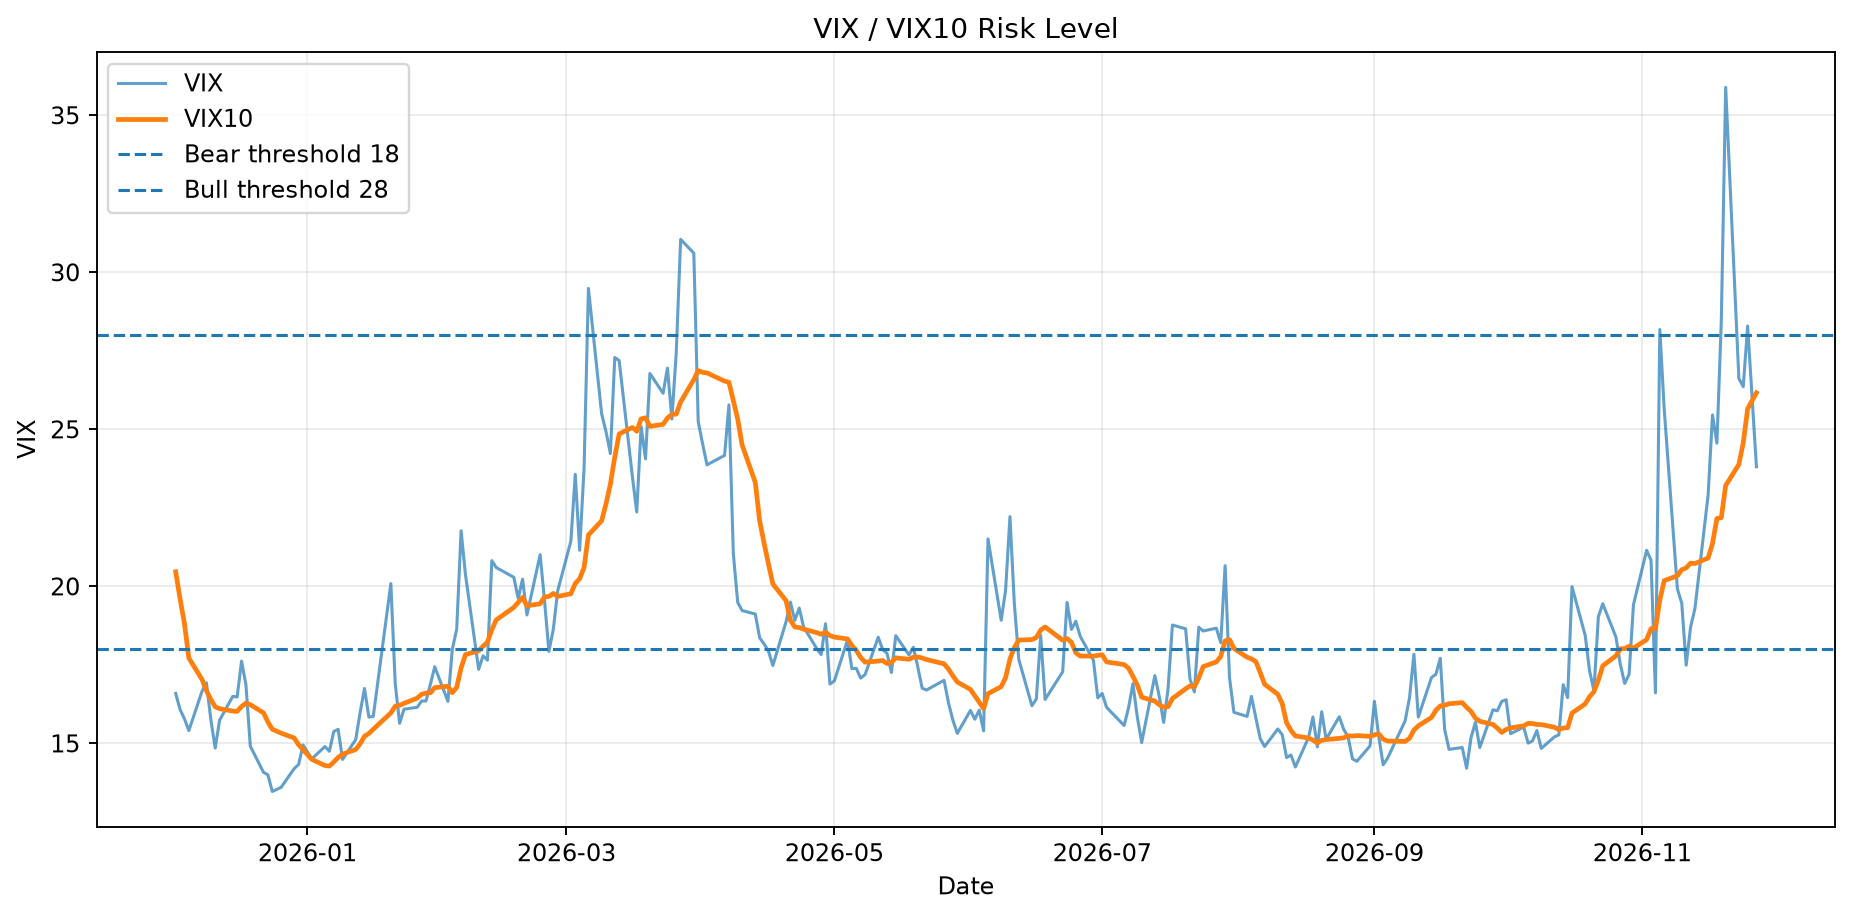 VIX / VIX10 Risk Level
VIX
VIX10
Bear threshold 18
Bull threshold 28
35
30
25
20
15
VIX
2026-01
2026-03
2026-05
2026-07
2026-09
2026-11
Date